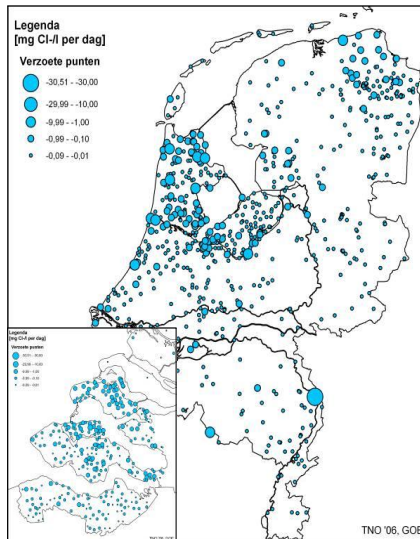 Legenda
[mg Cl-/l per dag]
Verzoete punten
-30,51 - -30,00
-29,99 - -10,00
-9,99 - -1,00
-0,99 - -0,10
-0,09 - -0,01
Legenda
[mg Cl-/l per dag]
Verzoete punten
TNO '06, GOE